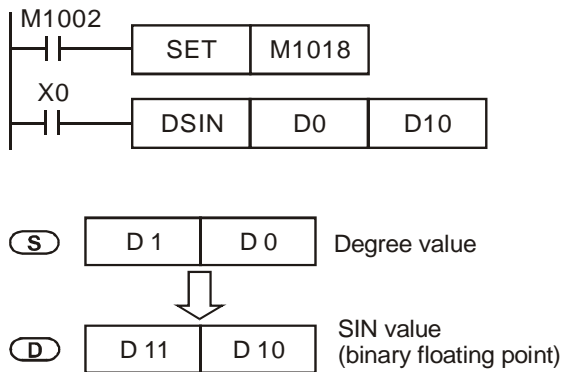 M1002
SET M1018
X0
DSIN D0 D10
S D 1 D 0 Degree value
D D 11 D 10 SIN value
(binary floating point)